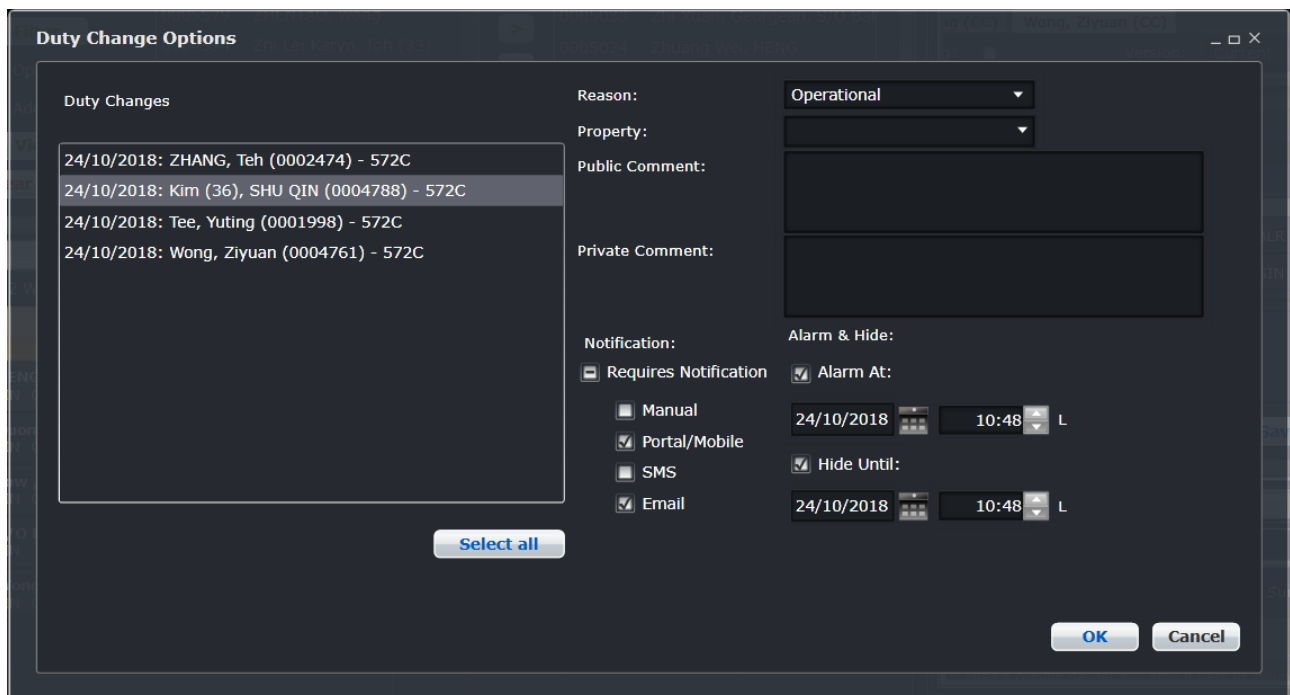 Duty Change Options
Duty Changes
24/10/2018: ZHANG, Teh (0002474) - 572C
24/10/2018: Kim (36), SHU QIN (0004788) - 572C
24/10/2018: Tee, Yuting (0001998) - 572C
24/10/2018: Wong, Ziyuan (0004761) - 572C
Select all
Reason:
Operational
Property:
Public Comment:
Private Comment:
Notification:
Requires Notification
Manual
Portal/Mobile
SMS
Email
Alarm & Hide:
Alarm At:
24/10/2018 10:48 L
Hide Until:
24/10/2018 10:48 L
OK Cancel